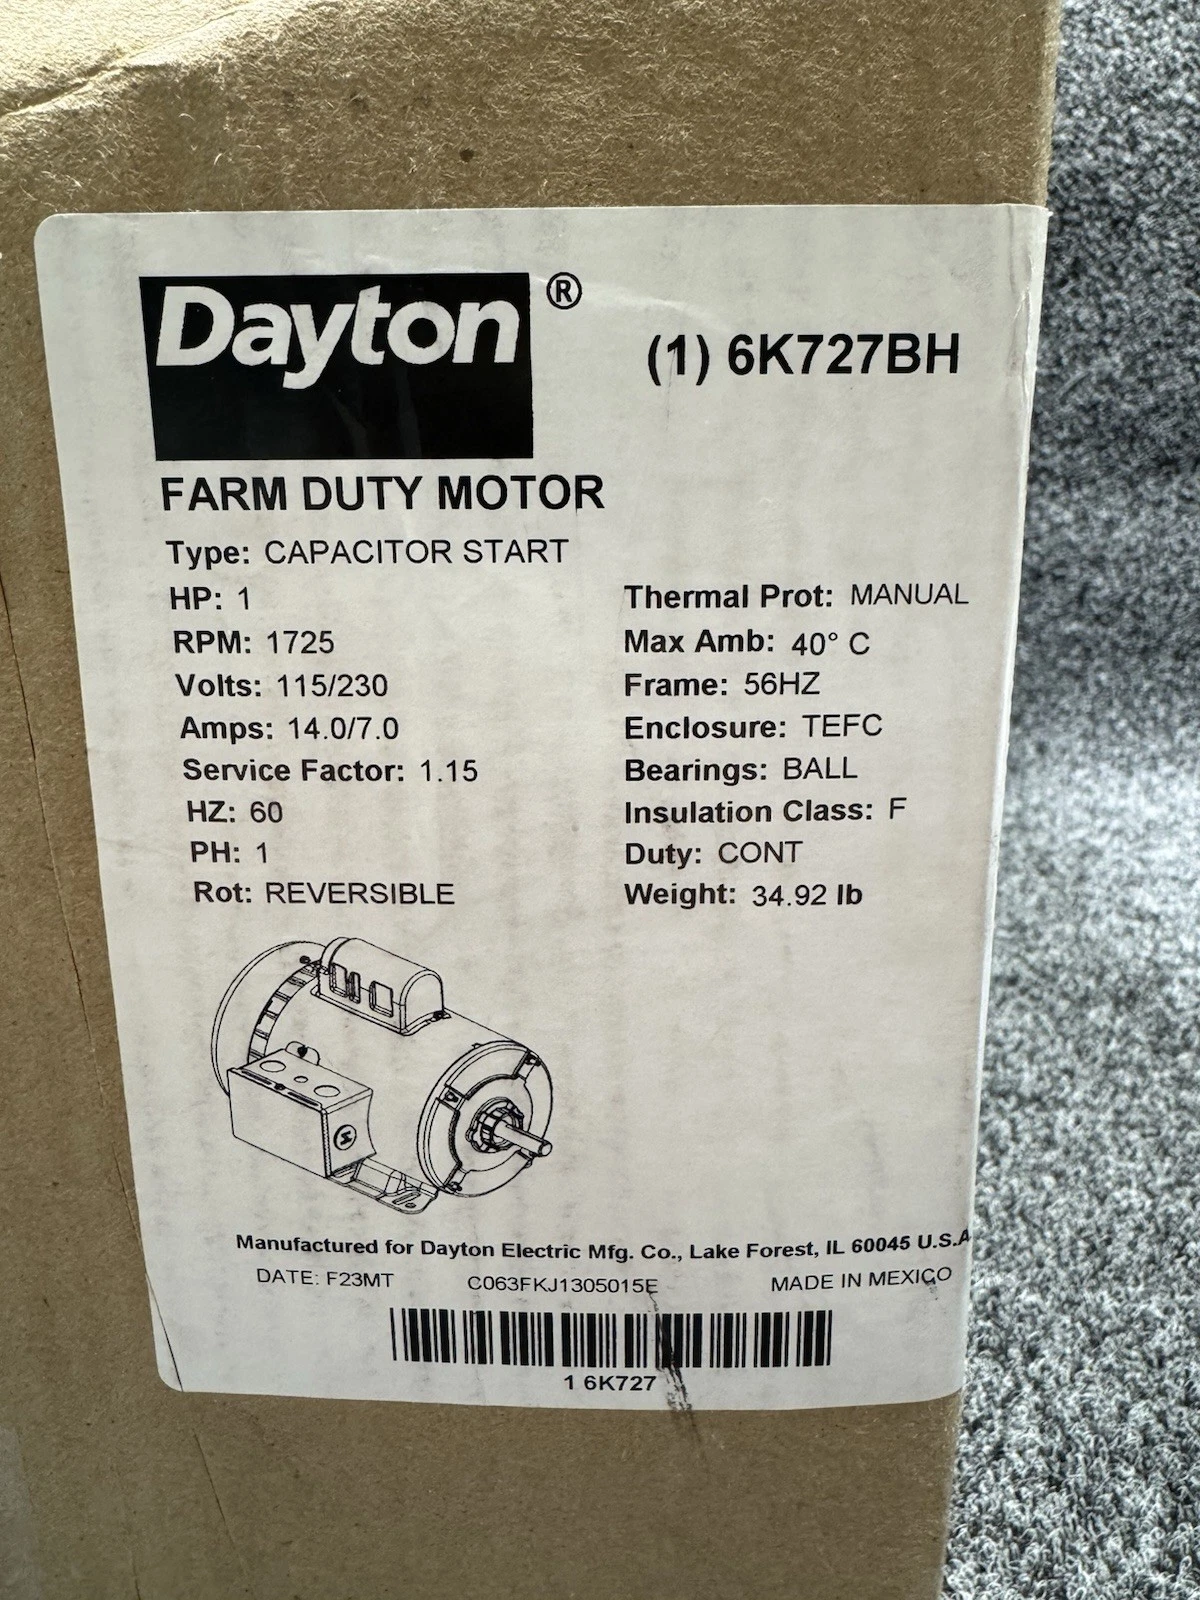 Dayton ®
(1) 6K727BH
FARM DUTY MOTOR
Type: CAPACITOR START
HP: 1
RPM: 1725
Volts: 115/230
Amps: 14.0/7.0
Service Factor: 1.15
HZ: 60
PH: 1
Rot: REVERSIBLE
Thermal Prot: MANUAL
Max Amb: 40° C
Frame: 56HZ
Enclosure: TEFC
Bearings: BALL
Insulation Class: F
Duty: CONT
Weight: 34.92 lb
Manufactured for Dayton Electric Mfg. Co., Lake Forest, IL 60045 U.S.A
DATE: F23MT C063FKJ1305015E MADE IN MEXICO
1 6K727